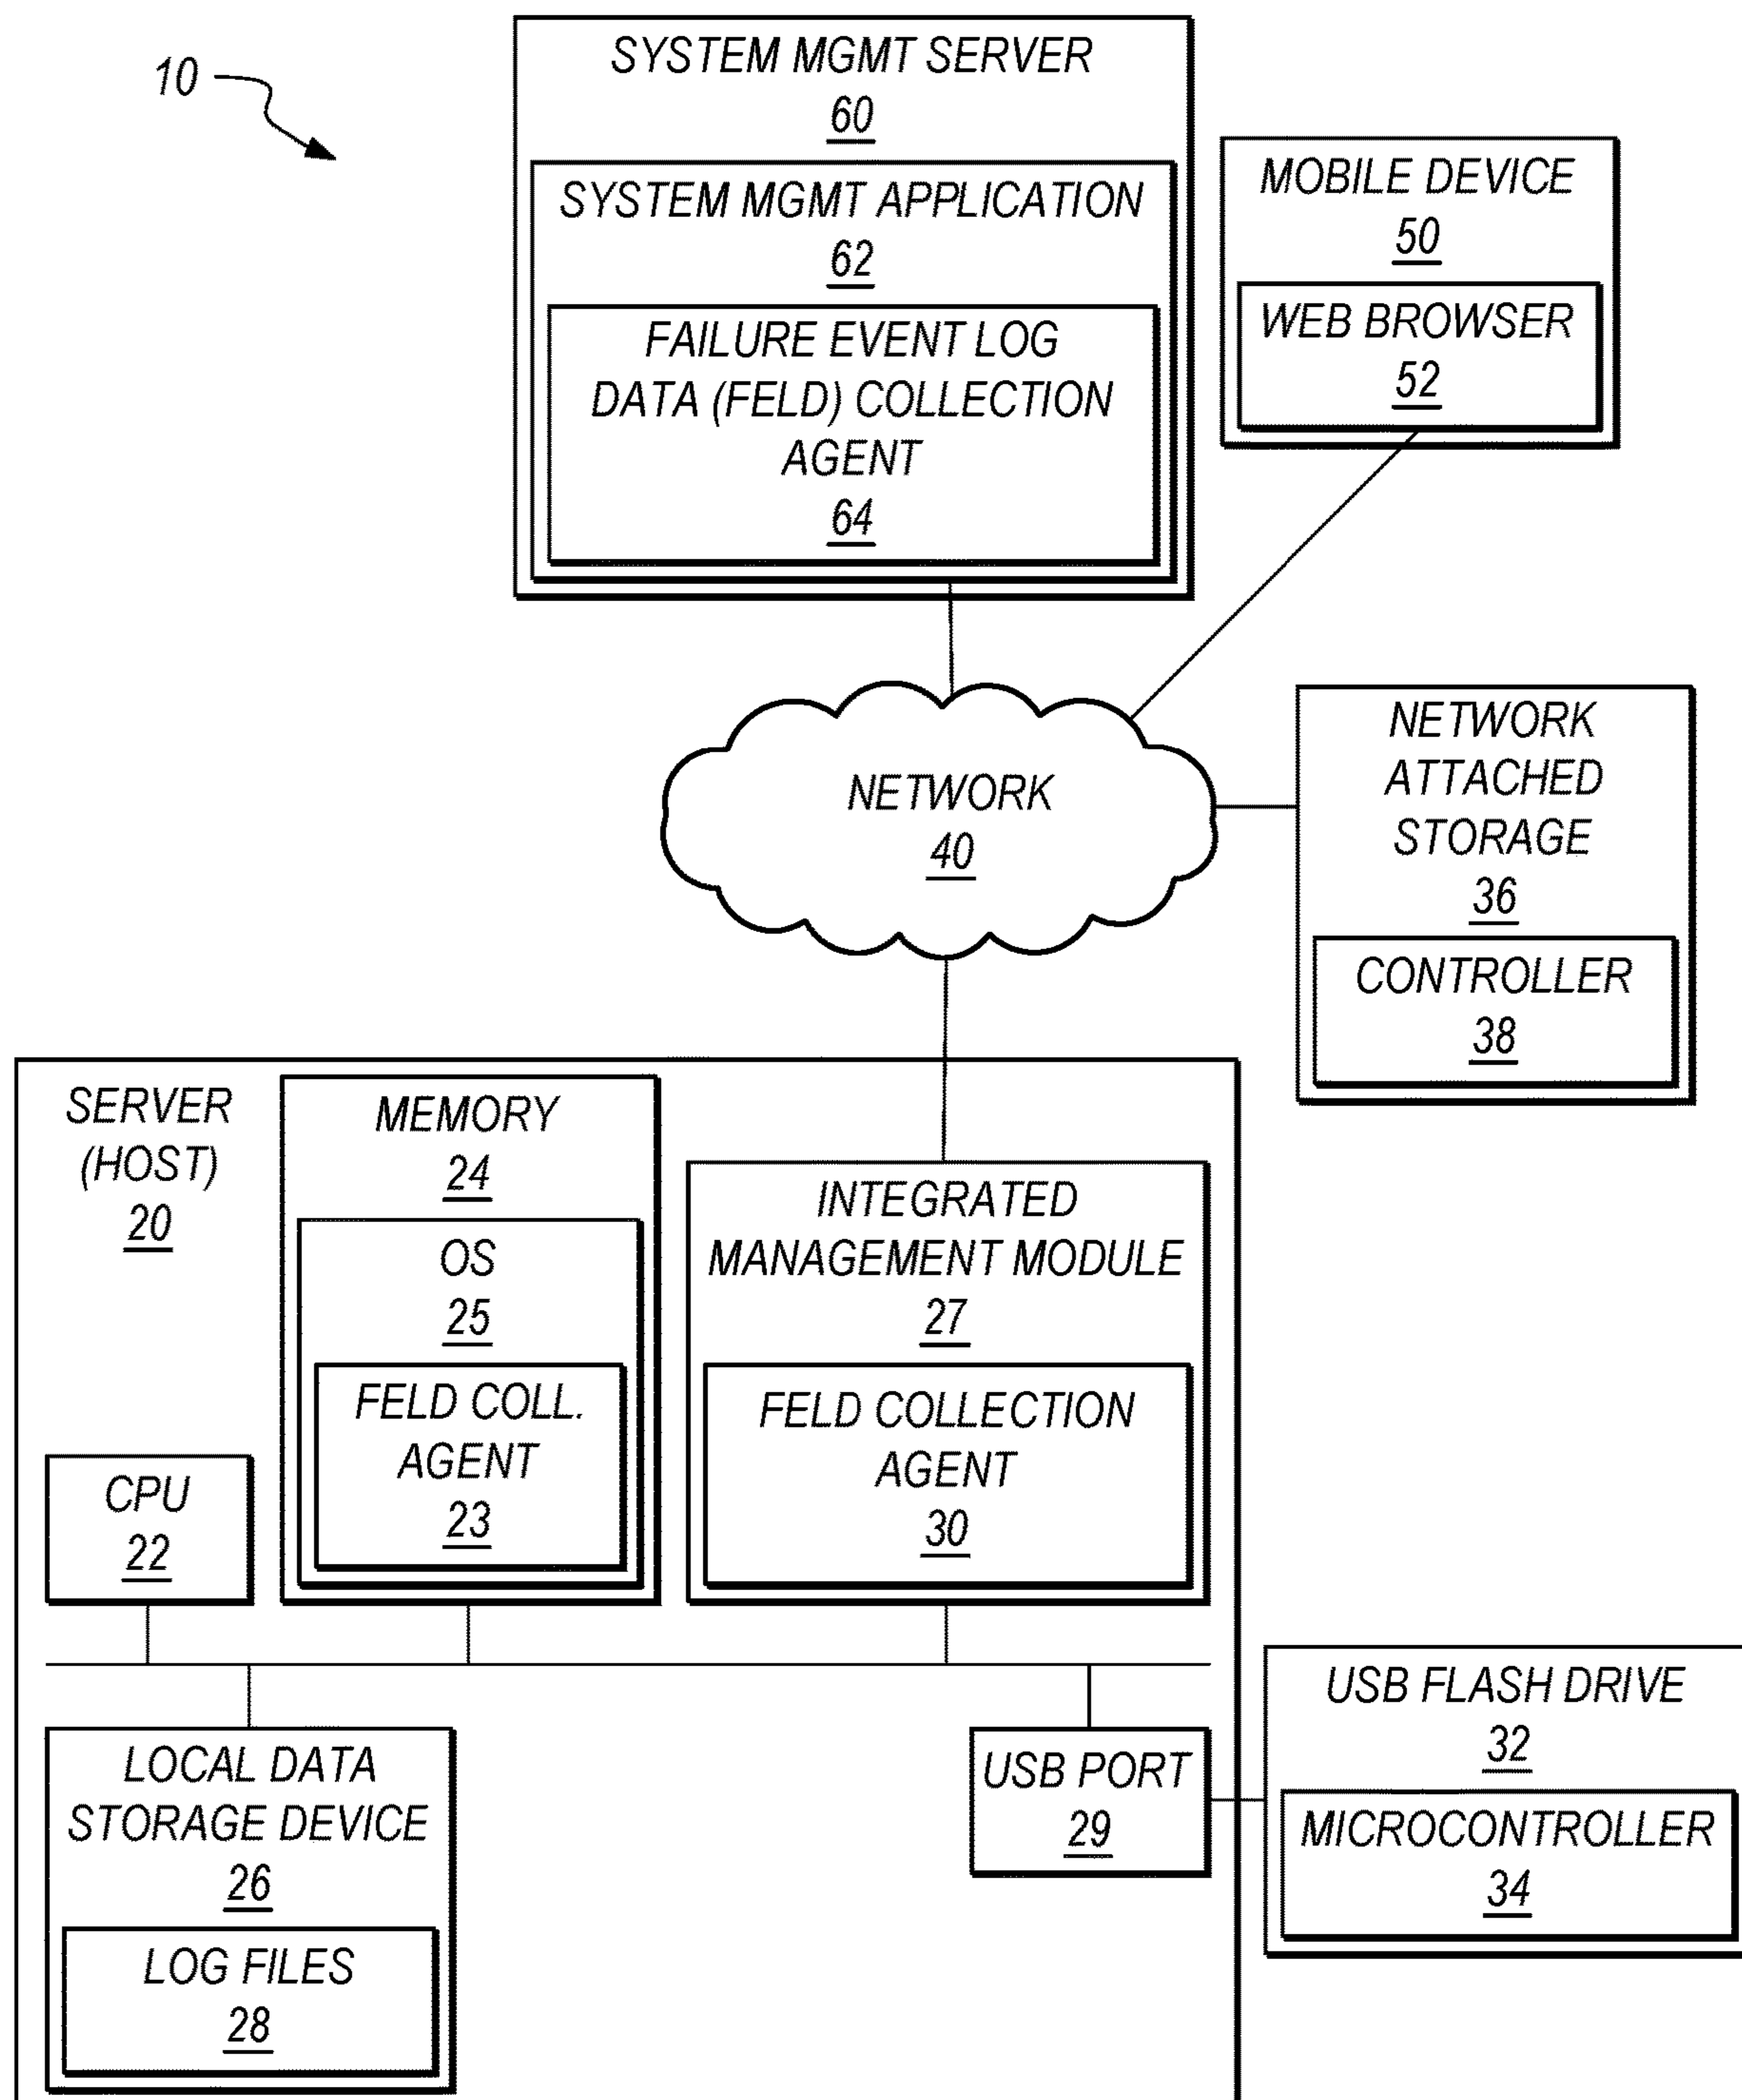 10
SYSTEM MGMT SERVER
60
SYSTEM MGMT APPLICATION
62
FAILURE EVENT LOG
DATA (FELD) COLLECTION
AGENT
64
MOBILE DEVICE
50
WEB BROWSER
52
NETWORK
40
NETWORK
ATTACHED
STORAGE
36
CONTROLLER
38
SERVER
(HOST)
20
MEMORY
24
OS
25
FELD COLL.
AGENT
23
INTEGRATED
MANAGEMENT MODULE
27
FELD COLLECTION
AGENT
30
CPU
22
LOCAL DATA
STORAGE DEVICE
26
LOG FILES
28
USB PORT
29
USB FLASH DRIVE
32
MICROCONTROLLER
34